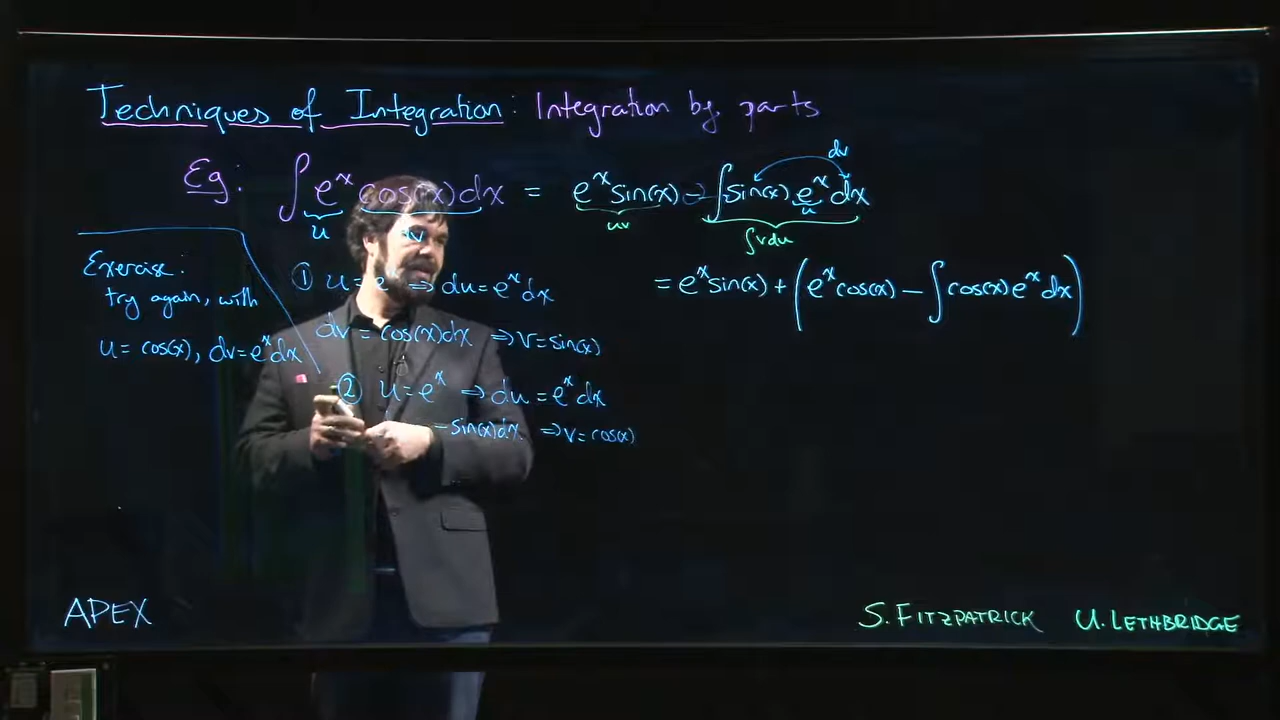 Techniques of Integration: Integration by parts
Eg: ∫ e^x cos(x) dx = e^x sin(x) - ∫ sin(x) e^x dx
dv
u
u dv uv ∫vdu
Exercise:
try again, with
u = cos(x), dv = e^x dx
① u = e ⇒ du = e^x dx
dv = cos(x)dx ⇒ v = sin(x)
② u = e^x ⇒ du = e^x dx
-sin(x)dx ⇒ v = cos(x)
= e^x sin(x) + (e^x cos(x) - ∫ cos(x) e^x dx)
APEX
S. FITZPATRICK U. LETHBRIDGE